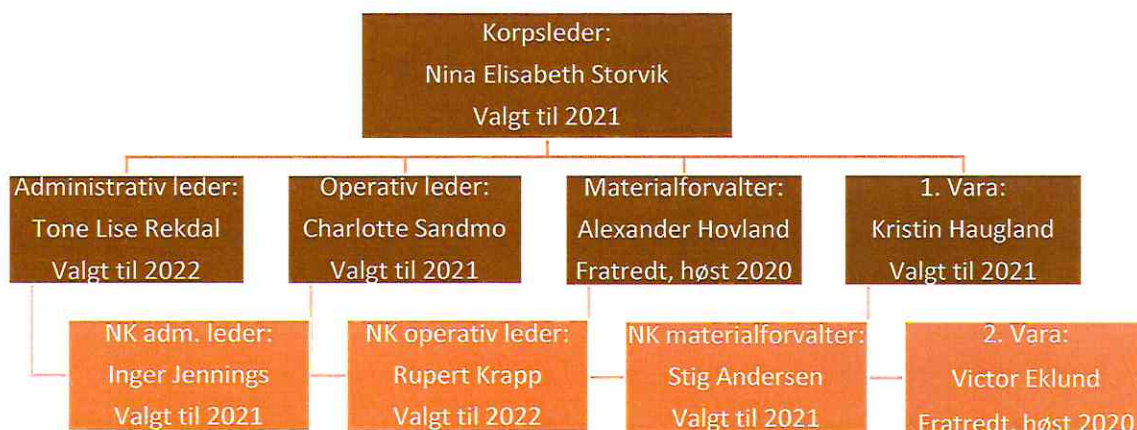 Korpsleder:
Nina Elisabeth Storvik
Valgt til 2021
Administrativ leder:
Tone Lise Rekdal
Valgt til 2022
Operativ leder:
Charlotte Sandmo
Valgt til 2021
Materialforvalter:
Alexander Hovland
Fratredt, høst 2020
1. Vara:
Kristin Haugland
Valgt til 2021
NK adm. leder:
Inger Jennings
Valgt til 2021
NK operativ leder:
Rupert Krapp
Valgt til 2022
NK materialforvalter:
Stig Andersen
Valgt til 2021
2. Vara:
Victor Eklund
Fratredt, høst 2020